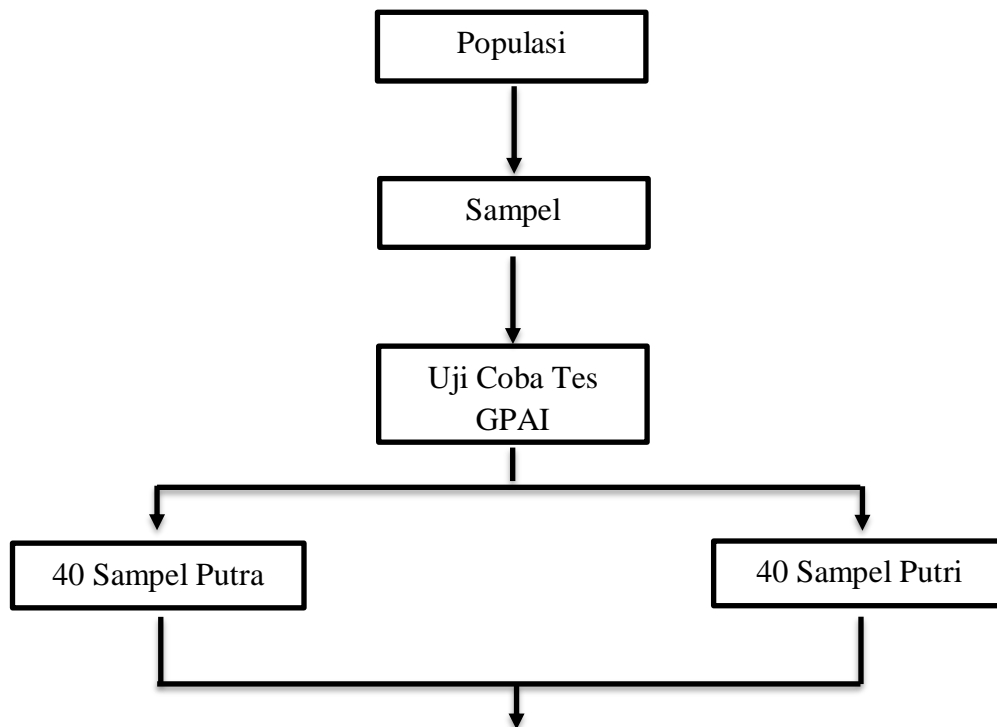 Populasi
Sampel
Uji Coba Tes
GPAI
40 Sampel Putra
40 Sampel Putri